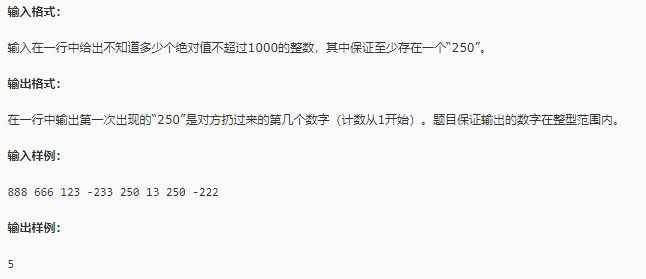 输入格式：
输入在一行中给出不知道多少个绝对值不超过1000的整数，其中保证至少存在一个“250”。
输出格式：
在一行中输出第一次出现的“250”是对方扔过来的第几个数字（计数从1开始）。题目保证输出的数字在整型范围内。
输入样例：
888 666 123 -233 250 13 250 -222
输出样例：
5